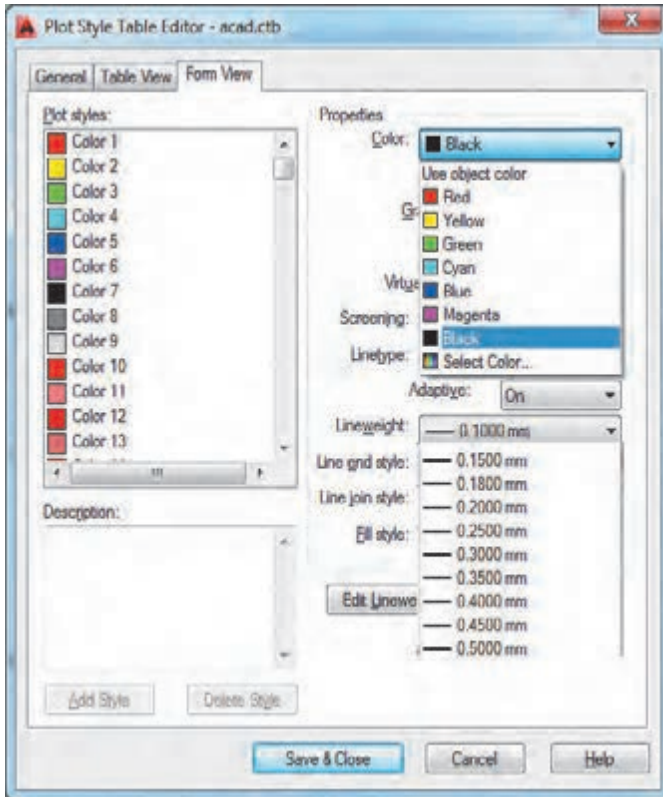 Plot Style Table Editor - acad.ctb
General Table View Form View
Plot styles:
Color 1
Color 2
Color 3
Color 4
Color 5
Color 6
Color 7
Color 8
Color 9
Color 10
Color 11
Color 12
Color 13
Description:
Add Style Delete Style
Properties
Color: Black
Use object color
Red
Yellow
Green
Cyan
Blue
Magenta
Black
Select Color...
Screening:
Linetype:
Adaptive: On
Lineweight: 0.1000 mm
0.1500 mm
0.1800 mm
0.2000 mm
0.2500 mm
0.3000 mm
0.3500 mm
0.4000 mm
0.4500 mm
0.5000 mm
Line end style:
Line join style:
Fill style:
Edit
Save & Close Cancel Help